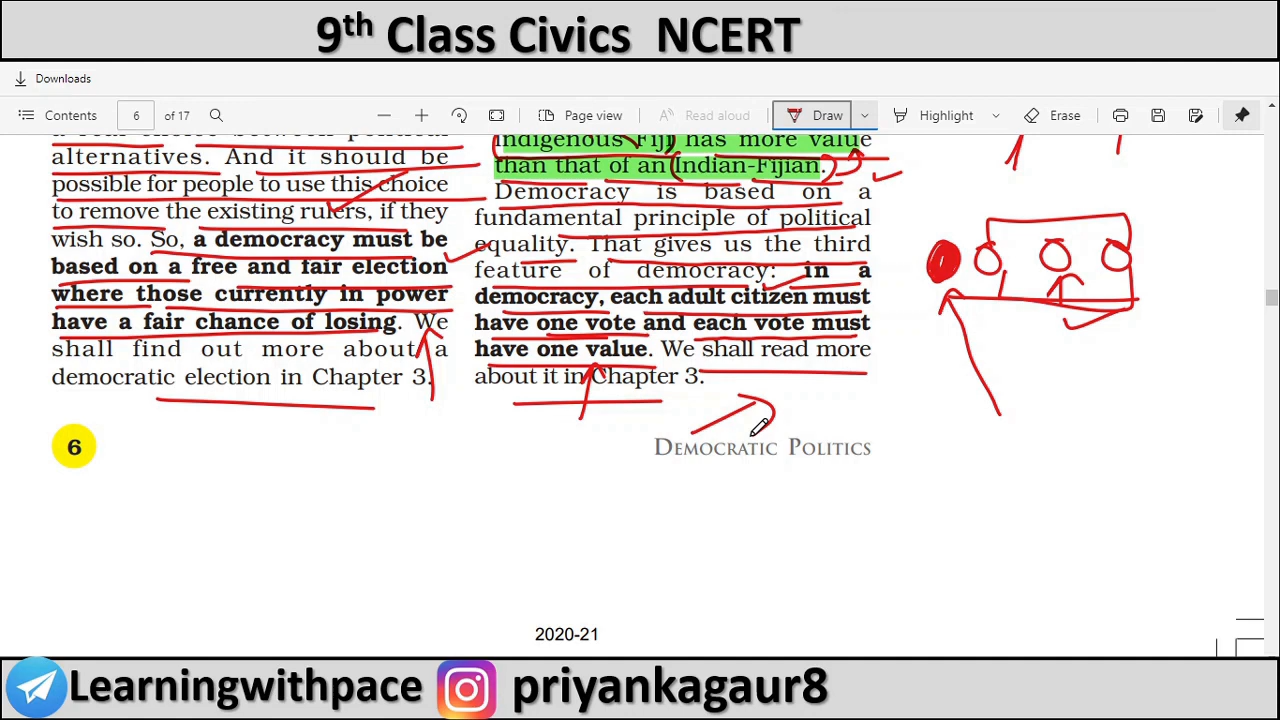 9th Class Civics NCERT
Downloads
Contents
6 of 17
Page view
Read aloud
Draw
Highlight
Erase
a real choice between political
alternatives. And it should be
possible for people to use this choice
to remove the existing rulers, if they
wish so. So, a democracy must be
based on a free and fair election
where those currently in power
have a fair chance of losing. We
shall find out more about a
democratic election in Chapter 3.
indigenous Fiji has more value
than that of an Indian-Fijian.
Democracy is based on a
fundamental principle of political
equality. That gives us the third
feature of democracy: in a
democracy, each adult citizen must
have one vote and each vote must
have one value. We shall read more
about it in Chapter 3.
6
Democratic Politics
2020-21
Learningwithpace
priyankagaur8